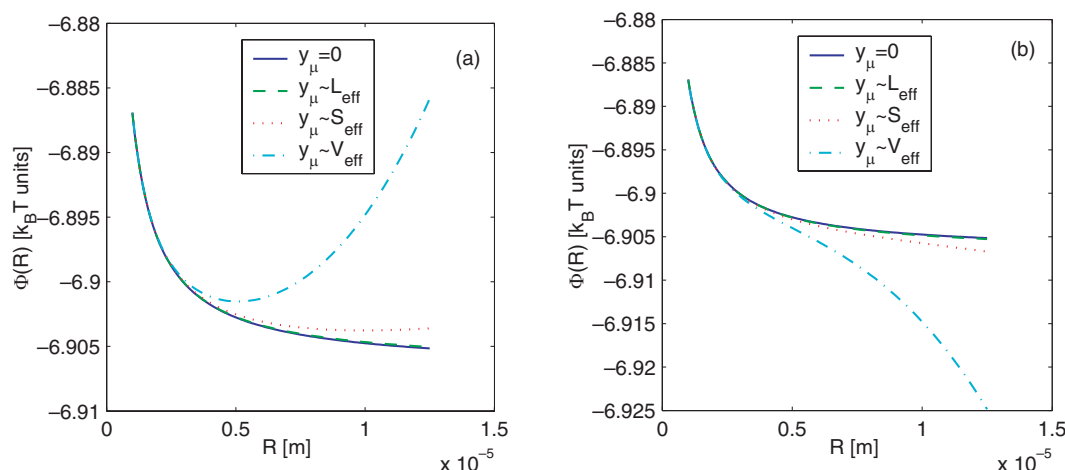 (a)
y_μ=0
y_μ~L_eff
y_μ~S_eff
y_μ~V_eff
−6.88
−6.885
−6.89
−6.895
−6.9
−6.905
−6.91
Φ(R) [k_BT units]
0
0.5
1
1.5
R [m]
x 10^−5
(b)
y_μ=0
y_μ~L_eff
y_μ~S_eff
y_μ~V_eff
−6.88
−6.885
−6.89
−6.895
−6.9
−6.905
−6.91
−6.915
−6.92
−6.925
Φ(R) [k_BT units]
0
0.5
1
1.5
R [m]
x 10^−5